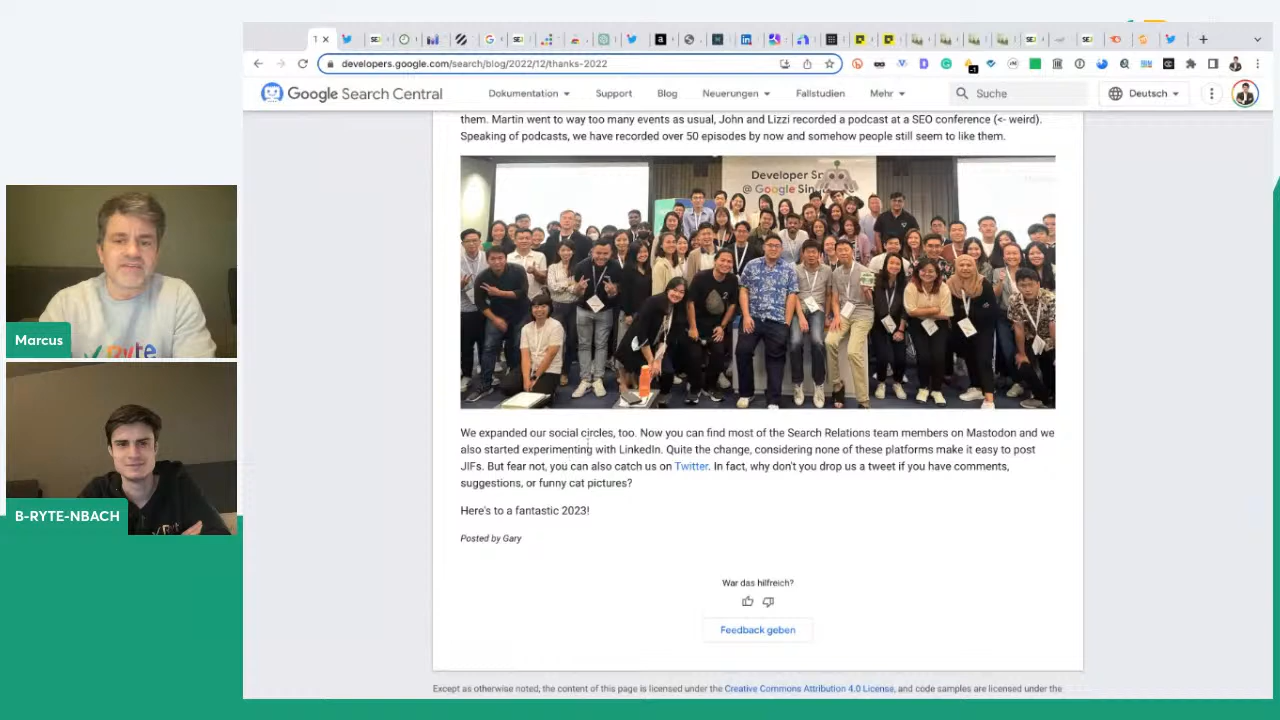 developers.google.com/search/blog/2022/12/thanks-2022
Google Search Central
Dokumentation
Support
Blog
Neuerungen
Fallstudien
Mehr
Suche
Deutsch
them. Martin went to way too many events as usual, John and Lizzi recorded a podcast at a SEO conference (<- weird).
Speaking of podcasts, we have recorded over 50 episodes by now and somehow people still seem to like them.
Developer
@ Google
We expanded our social circles, too. Now you can find most of the Search Relations team members on Mastodon and we
also started experimenting with LinkedIn. Quite the change, considering none of these platforms make it easy to post
JIFs. But fear not, you can also catch us on Twitter. In fact, why don't you drop us a tweet if you have comments,
suggestions, or funny cat pictures?
Here's to a fantastic 2023!
Posted by Gary
War das hilfreich?
Feedback geben
Except as otherwise noted, the content of this page is licensed under the Creative Commons Attribution 4.0 License, and code samples are licensed under the
Marcus
Ryte
B-RYTE-NBACH